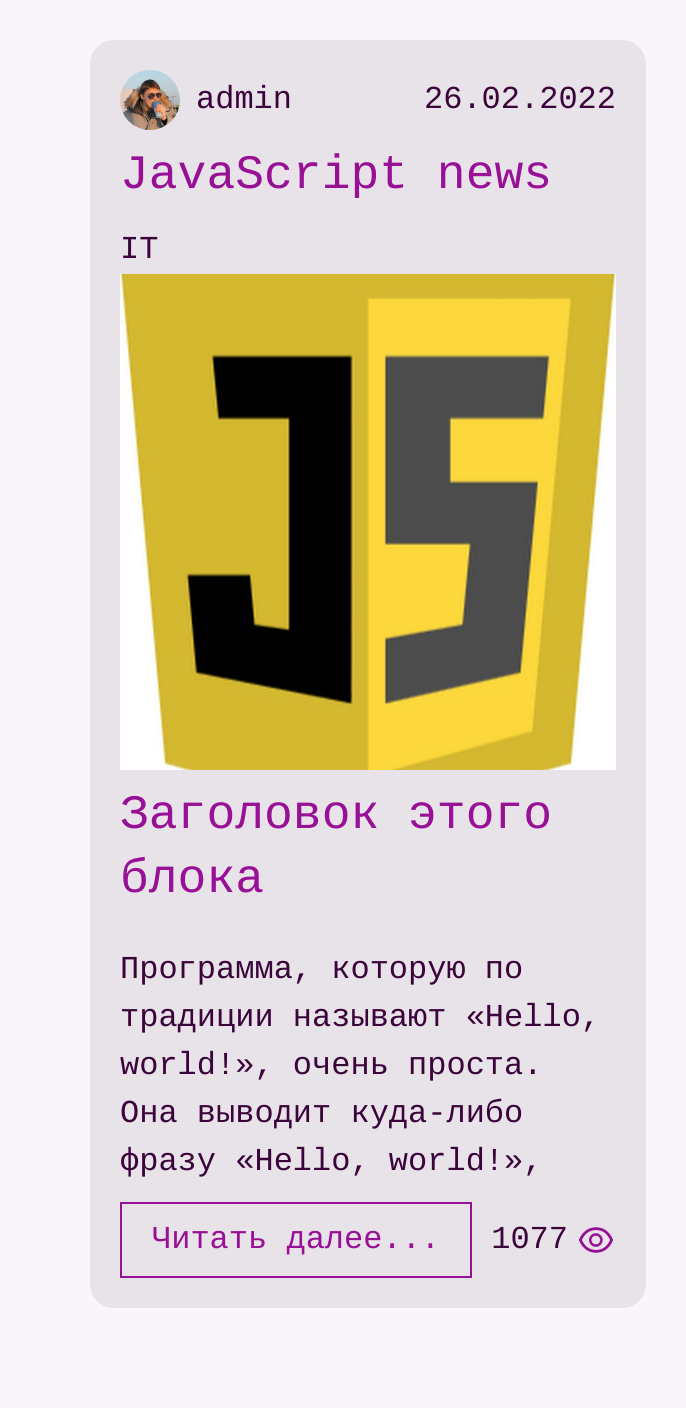 admin 26.02.2022
JavaScript news
IT
JS
Заголовок этого
блока
Программа, которую по
традиции называют «Hello,
world!», очень проста.
Она выводит куда-либо
фразу «Hello, world!»,
Читать далее... 1077